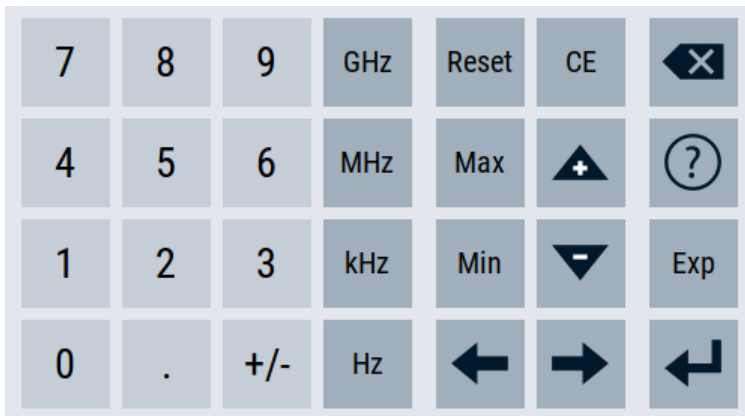 7 8 9 GHz Reset CE
4 5 6 MHz Max + ?
1 2 3 kHz Min - Exp
0 . +/- Hz